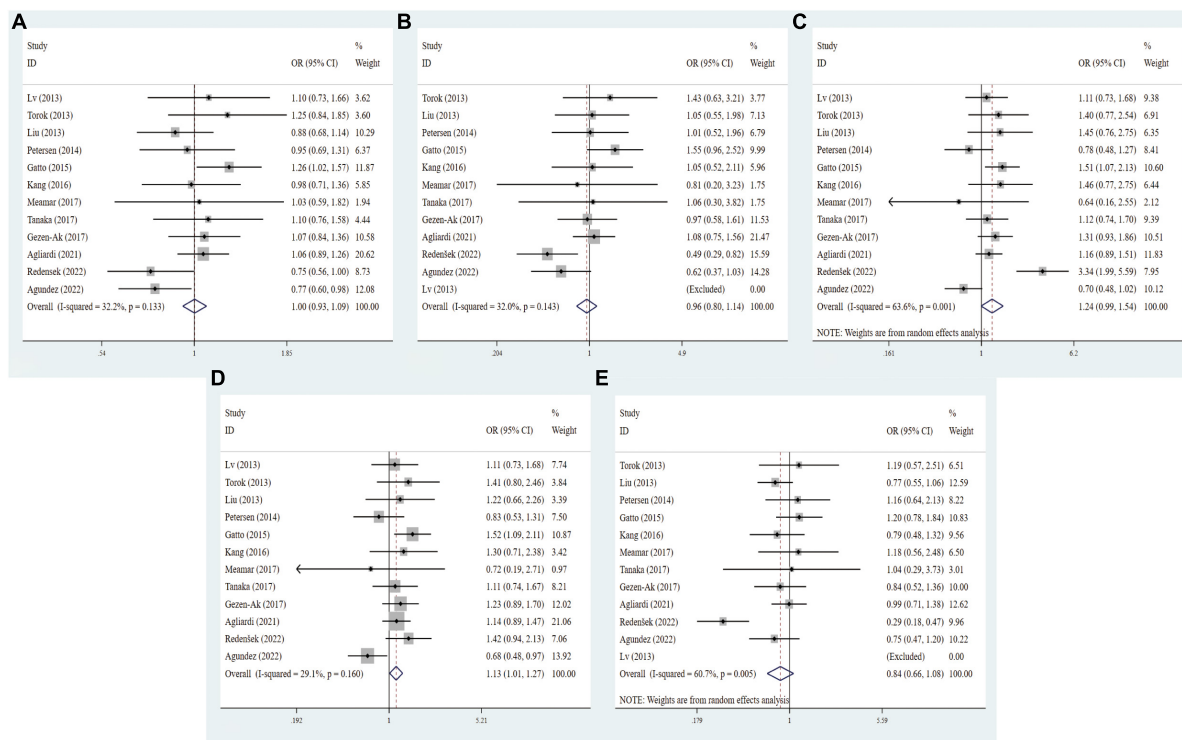 A
Study %
ID OR (95% CI) Weight
Lv (2013) 1.10 (0.73, 1.66) 3.62
Torok (2013) 1.25 (0.84, 1.85) 3.60
Liu (2013) 0.88 (0.68, 1.14) 10.29
Petersen (2014) 0.95 (0.69, 1.31) 6.37
Gatto (2015) 1.26 (1.02, 1.57) 11.87
Kang (2016) 0.98 (0.71, 1.36) 5.85
Meamar (2017) 1.03 (0.59, 1.82) 1.94
Tanaka (2017) 1.10 (0.76, 1.58) 4.44
Gezen-Ak (2017) 1.07 (0.84, 1.36) 10.58
Agliardi (2021) 1.06 (0.89, 1.26) 20.62
Redensek (2022) 0.75 (0.56, 1.00) 8.73
Agundez (2022) 0.77 (0.60, 0.98) 12.08
Overall (I-squared = 32.2%, p = 0.133) 1.00 (0.93, 1.09) 100.00
.54 1 1.85
B
Study %
ID OR (95% CI) Weight
Torok (2013) 1.43 (0.63, 3.21) 3.77
Liu (2013) 1.05 (0.55, 1.98) 7.13
Petersen (2014) 1.01 (0.52, 1.96) 6.79
Gatto (2015) 1.55 (0.96, 2.52) 9.99
Kang (2016) 1.05 (0.52, 2.11) 5.96
Meamar (2017) 0.81 (0.20, 3.23) 1.75
Tanaka (2017) 1.06 (0.30, 3.82) 1.75
Gezen-Ak (2017) 0.97 (0.58, 1.61) 11.53
Agliardi (2021) 1.08 (0.75, 1.56) 21.47
Redenšek (2022) 0.49 (0.29, 0.82) 15.59
Agundez (2022) 0.62 (0.37, 1.03) 14.28
Lv (2013) (Excluded) 0.00
Overall (I-squared = 32.0%, p = 0.143) 0.96 (0.80, 1.14) 100.00
.204 1 4.9
C
Study %
ID OR (95% CI) Weight
Lv (2013) 1.11 (0.73, 1.68) 9.38
Torok (2013) 1.40 (0.77, 2.54) 6.91
Liu (2013) 1.45 (0.76, 2.75) 6.35
Petersen (2014) 0.78 (0.48, 1.27) 8.41
Gatto (2015) 1.51 (1.07, 2.13) 10.60
Kang (2016) 1.46 (0.77, 2.75) 6.44
Meamar (2017) 0.64 (0.16, 2.55) 2.12
Tanaka (2017) 1.12 (0.74, 1.70) 9.39
Gezen-Ak (2017) 1.31 (0.93, 1.86) 10.51
Agliardi (2021) 1.16 (0.89, 1.51) 11.83
Redenšek (2022) 3.34 (1.99, 5.59) 7.95
Agundez (2022) 0.70 (0.48, 1.02) 10.12
Overall (I-squared = 63.6%, p = 0.001) 1.24 (0.99, 1.54) 100.00
NOTE: Weights are from random effects analysis
.161 1 6.2
D
Study %
ID OR (95% CI) Weight
Lv (2013) 1.11 (0.73, 1.68) 7.74
Torok (2013) 1.41 (0.80, 2.46) 3.84
Liu (2013) 1.22 (0.66, 2.26) 3.39
Petersen (2014) 0.83 (0.53, 1.31) 7.50
Gatto (2015) 1.52 (1.09, 2.11) 10.87
Kang (2016) 1.30 (0.71, 2.38) 3.42
Meamar (2017) 0.72 (0.19, 2.71) 0.97
Tanaka (2017) 1.11 (0.74, 1.67) 8.21
Gezen-Ak (2017) 1.23 (0.89, 1.70) 12.02
Agliardi (2021) 1.14 (0.89, 1.47) 21.06
Redenšek (2022) 1.42 (0.94, 2.13) 7.06
Agundez (2022) 0.68 (0.48, 0.97) 13.92
Overall (I-squared = 29.1%, p = 0.160) 1.13 (1.01, 1.27) 100.00
.192 1 5.21
E
Study %
ID OR (95% CI) Weight
Torok (2013) 1.19 (0.57, 2.51) 6.51
Liu (2013) 0.77 (0.55, 1.06) 12.59
Petersen (2014) 1.16 (0.64, 2.13) 8.22
Gatto (2015) 1.20 (0.78, 1.84) 10.83
Kang (2016) 0.79 (0.48, 1.32) 9.56
Meamar (2017) 1.18 (0.56, 2.48) 6.50
Tanaka (2017) 1.04 (0.29, 3.73) 3.01
Gezen-Ak (2017) 0.84 (0.52, 1.36) 10.00
Agliardi (2021) 0.99 (0.71, 1.38) 12.62
Redenšek (2022) 0.29 (0.18, 0.47) 9.96
Agundez (2022) 0.75 (0.47, 1.20) 10.22
Lv (2013) (Excluded) 0.00
Overall (I-squared = 60.7%, p = 0.005) 0.84 (0.66, 1.08) 100.00
NOTE: Weights are from random effects analysis
.179 1 5.59